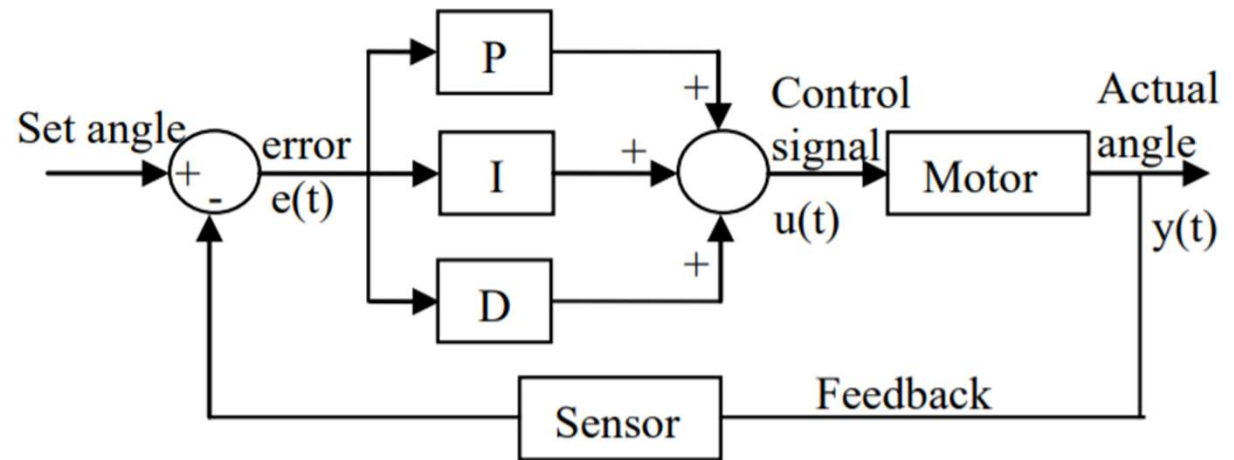 P
+
Control
Actual
Set angle
error
+
signal
angle
+
I
Motor
-
e(t)
u(t)
y(t)
+
D
Feedback
Sensor